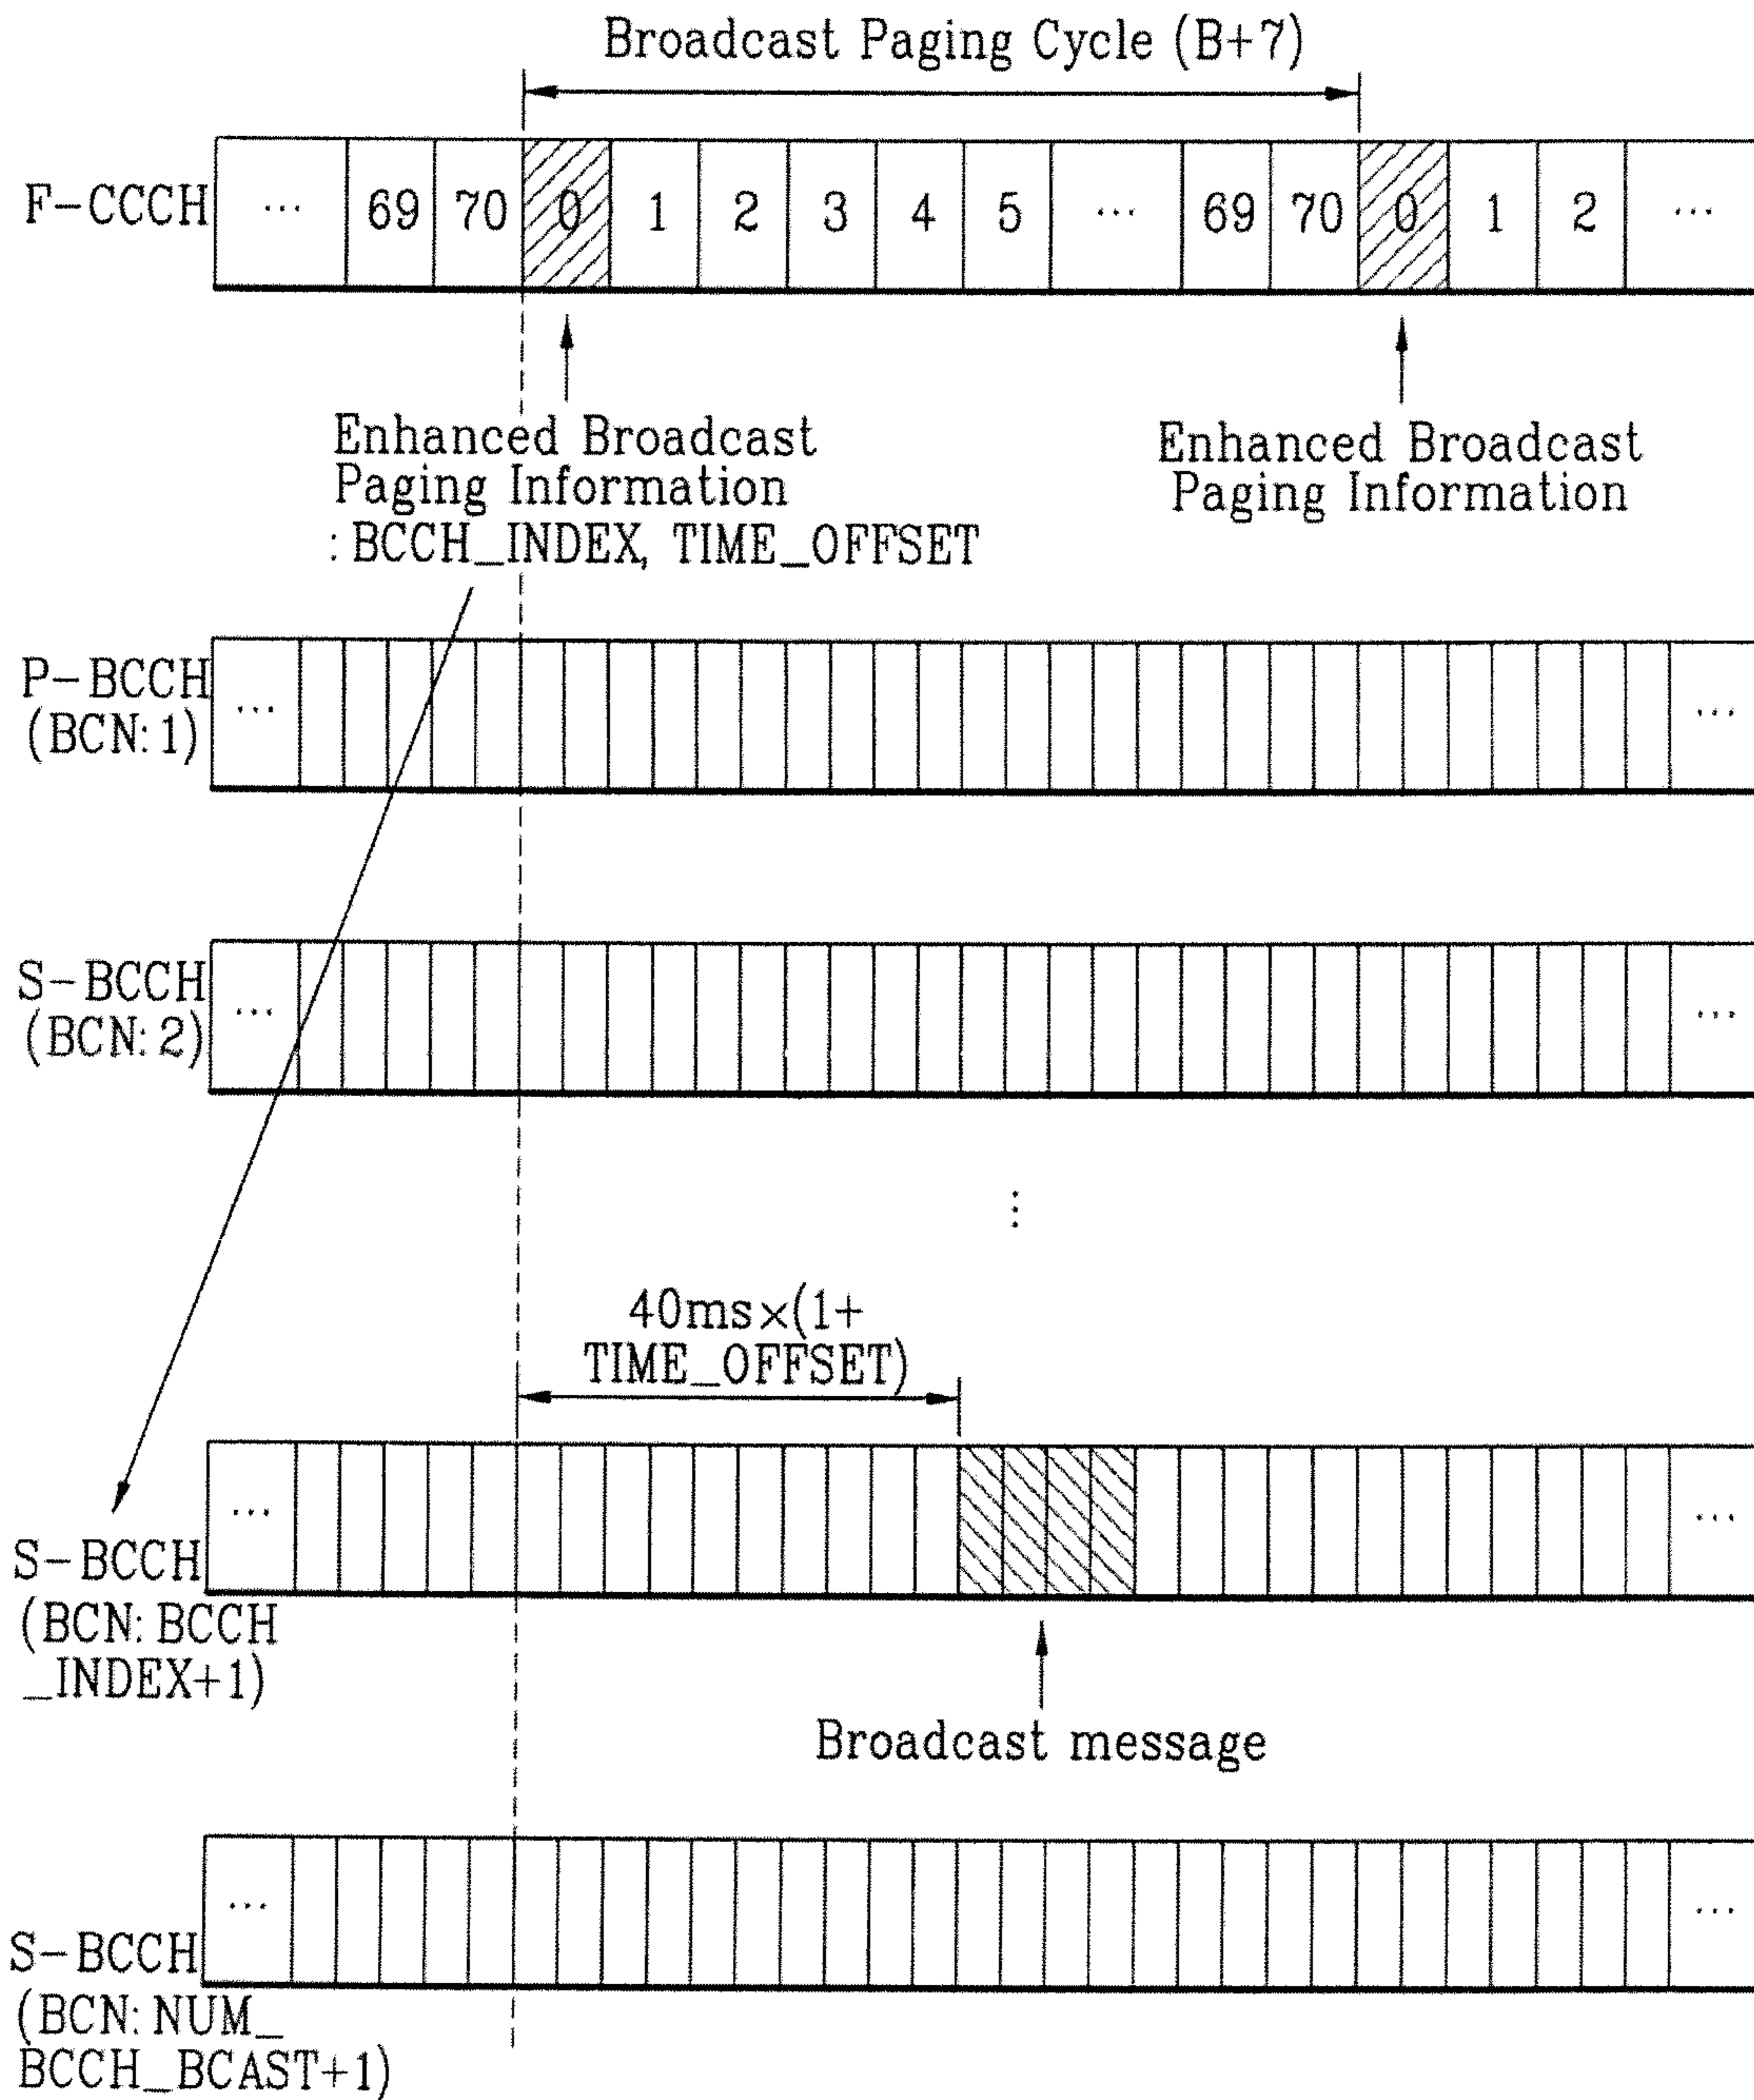 Broadcast Paging Cycle (B+7)
F-CCCH ... 69 70 0 1 2 3 4 5 ... 69 70 0 1 2 ...
Enhanced Broadcast
Paging Information
: BCCH_INDEX, TIME_OFFSET
Enhanced Broadcast
Paging Information
P-BCCH
(BCN: 1)
... ...
S-BCCH
(BCN: 2)
... ...
⋮
40ms×(1+
TIME_OFFSET)
... ...
S-BCCH
(BCN: BCCH
_INDEX+1)
Broadcast message
... ...
S-BCCH
(BCN: NUM_
BCCH_BCAST+1)